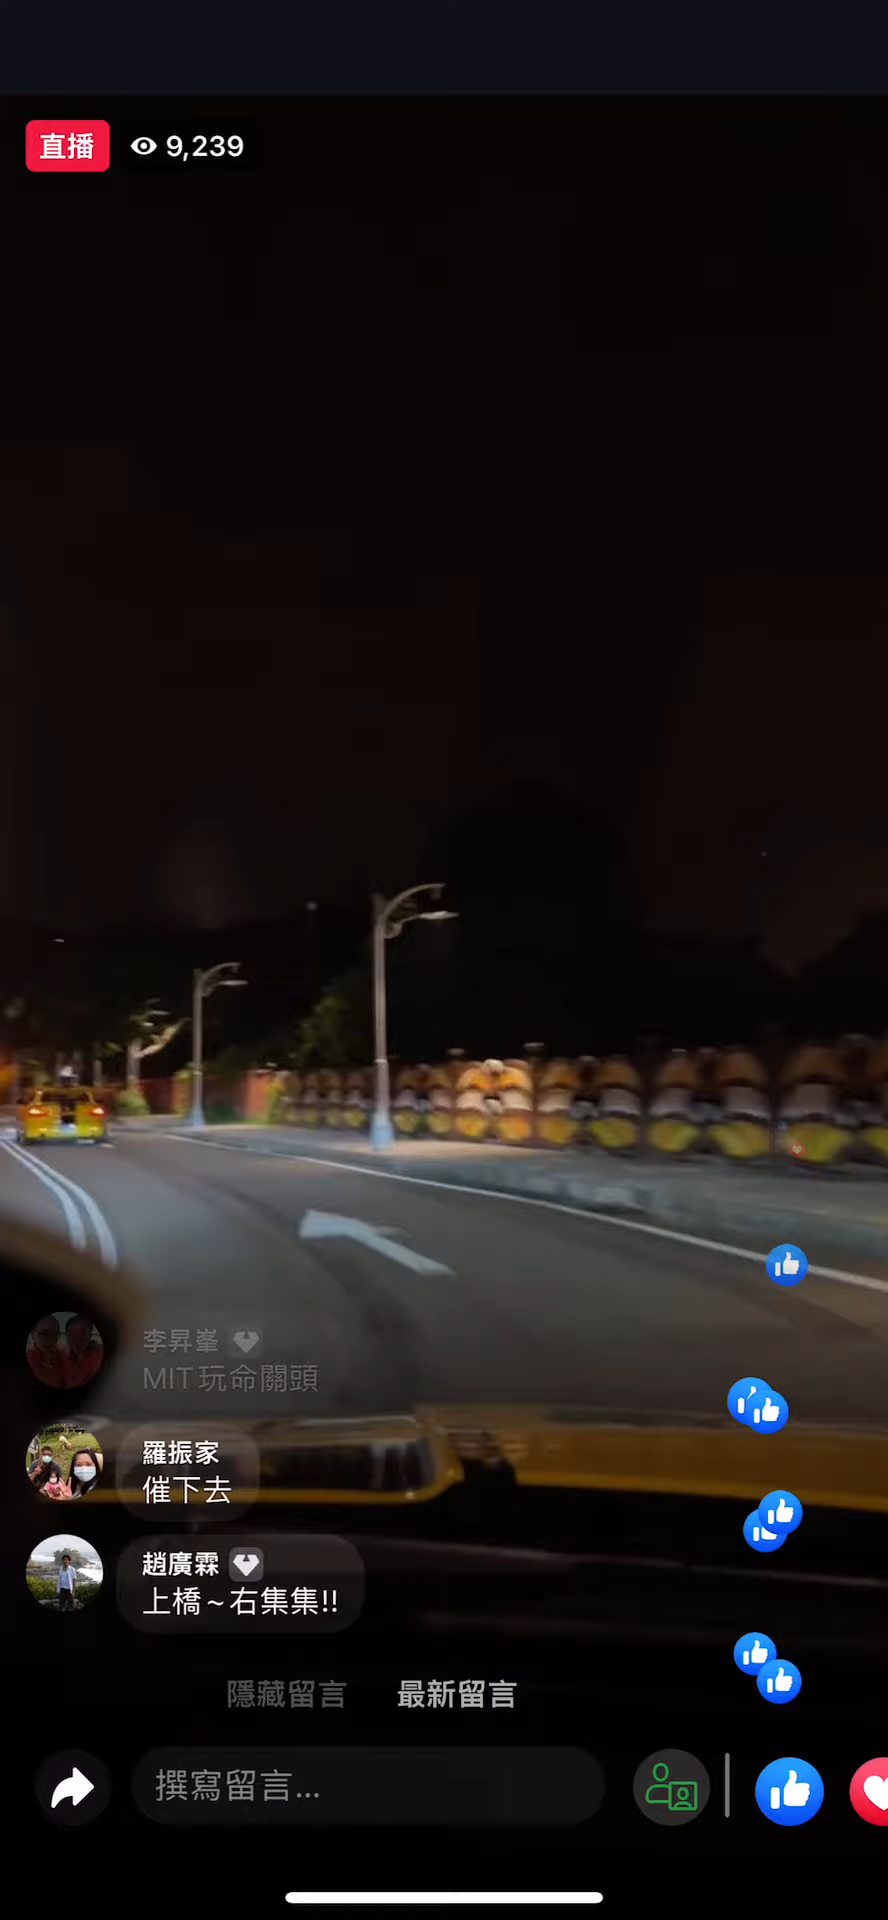 直播 9,239
李昇峯
MIT玩命關頭
羅振家
催下去
趙廣霖
上橋~右集集!!
隱藏留言 最新留言
撰寫留言...